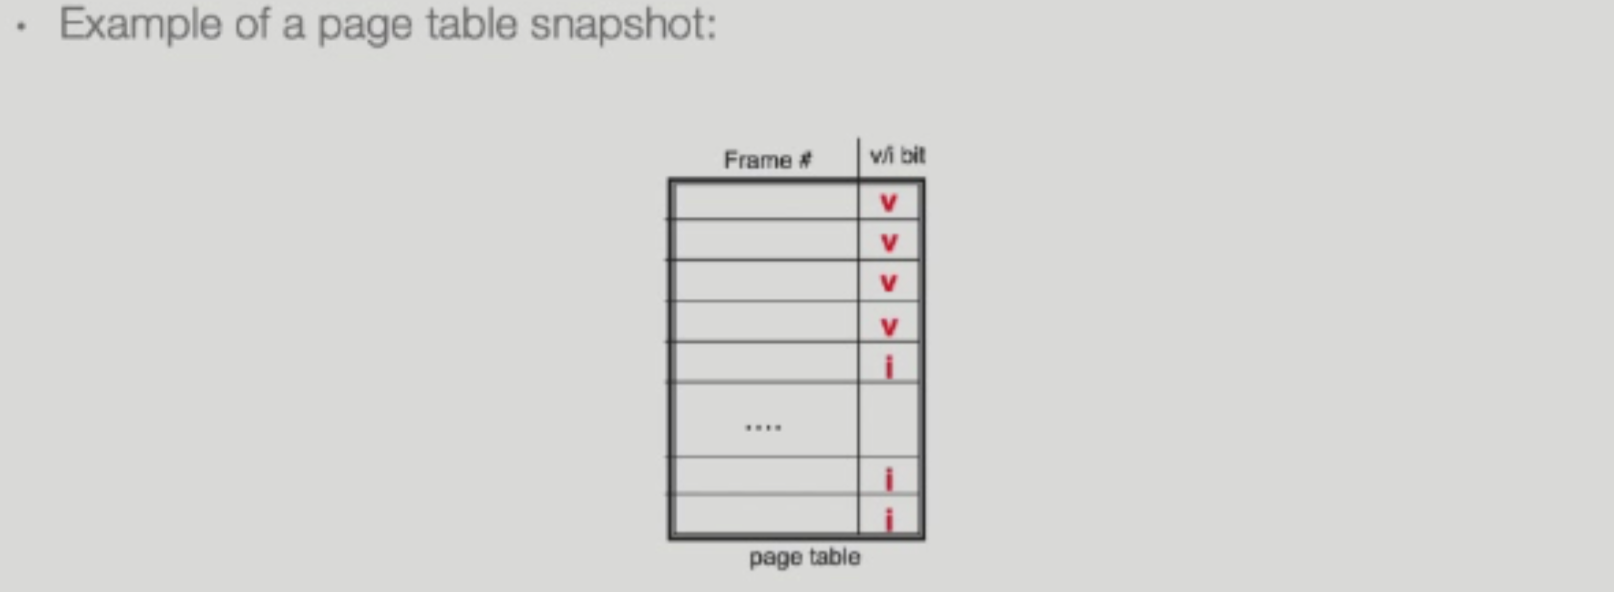 • Example of a page table snapshot:
Frame # v/i bit
v
v
v
v
i
....
i
i
page table